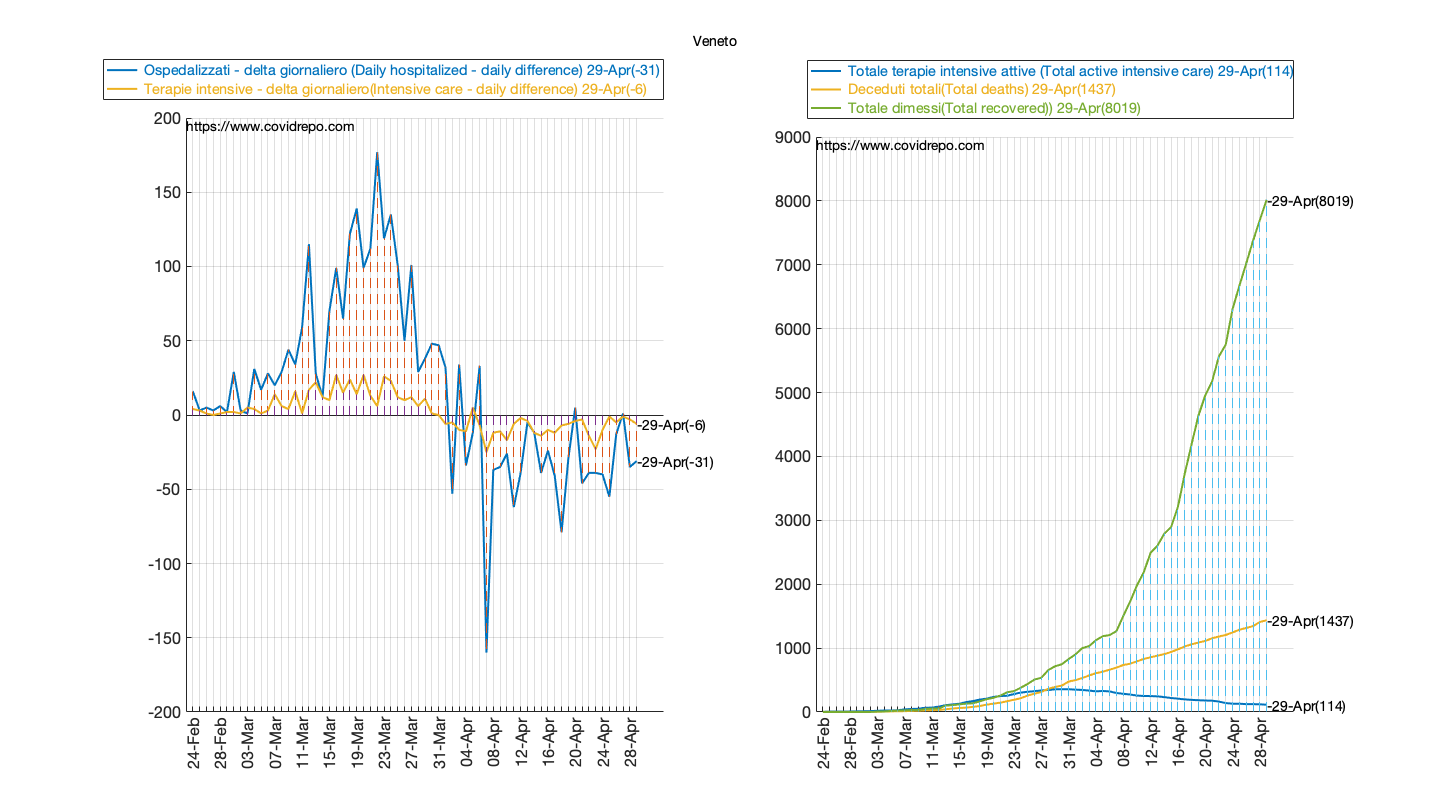 Veneto
Ospedalizzati - delta giornaliero (Daily hospitalized - daily difference) 29-Apr(-31)
Terapie intensive - delta giornaliero(Intensive care - daily difference) 29-Apr(-6)
https://www.covidrepo.com
200
150
100
50
0
-50
-100
-150
-200
-29-Apr(-6)
-29-Apr(-31)
24-Feb
28-Feb
03-Mar
07-Mar
11-Mar
15-Mar
19-Mar
23-Mar
27-Mar
31-Mar
04-Apr
08-Apr
12-Apr
16-Apr
20-Apr
24-Apr
28-Apr
Totale terapie intensive attive (Total active intensive care) 29-Apr(114)
Deceduti totali(Total deaths) 29-Apr(1437)
Totale dimessi(Total recovered)) 29-Apr(8019)
https://www.covidrepo.com
9000
8000
7000
6000
5000
4000
3000
2000
1000
0
-29-Apr(8019)
-29-Apr(1437)
-29-Apr(114)
24-Feb
28-Feb
03-Mar
07-Mar
11-Mar
15-Mar
19-Mar
23-Mar
27-Mar
31-Mar
04-Apr
08-Apr
12-Apr
16-Apr
20-Apr
24-Apr
28-Apr